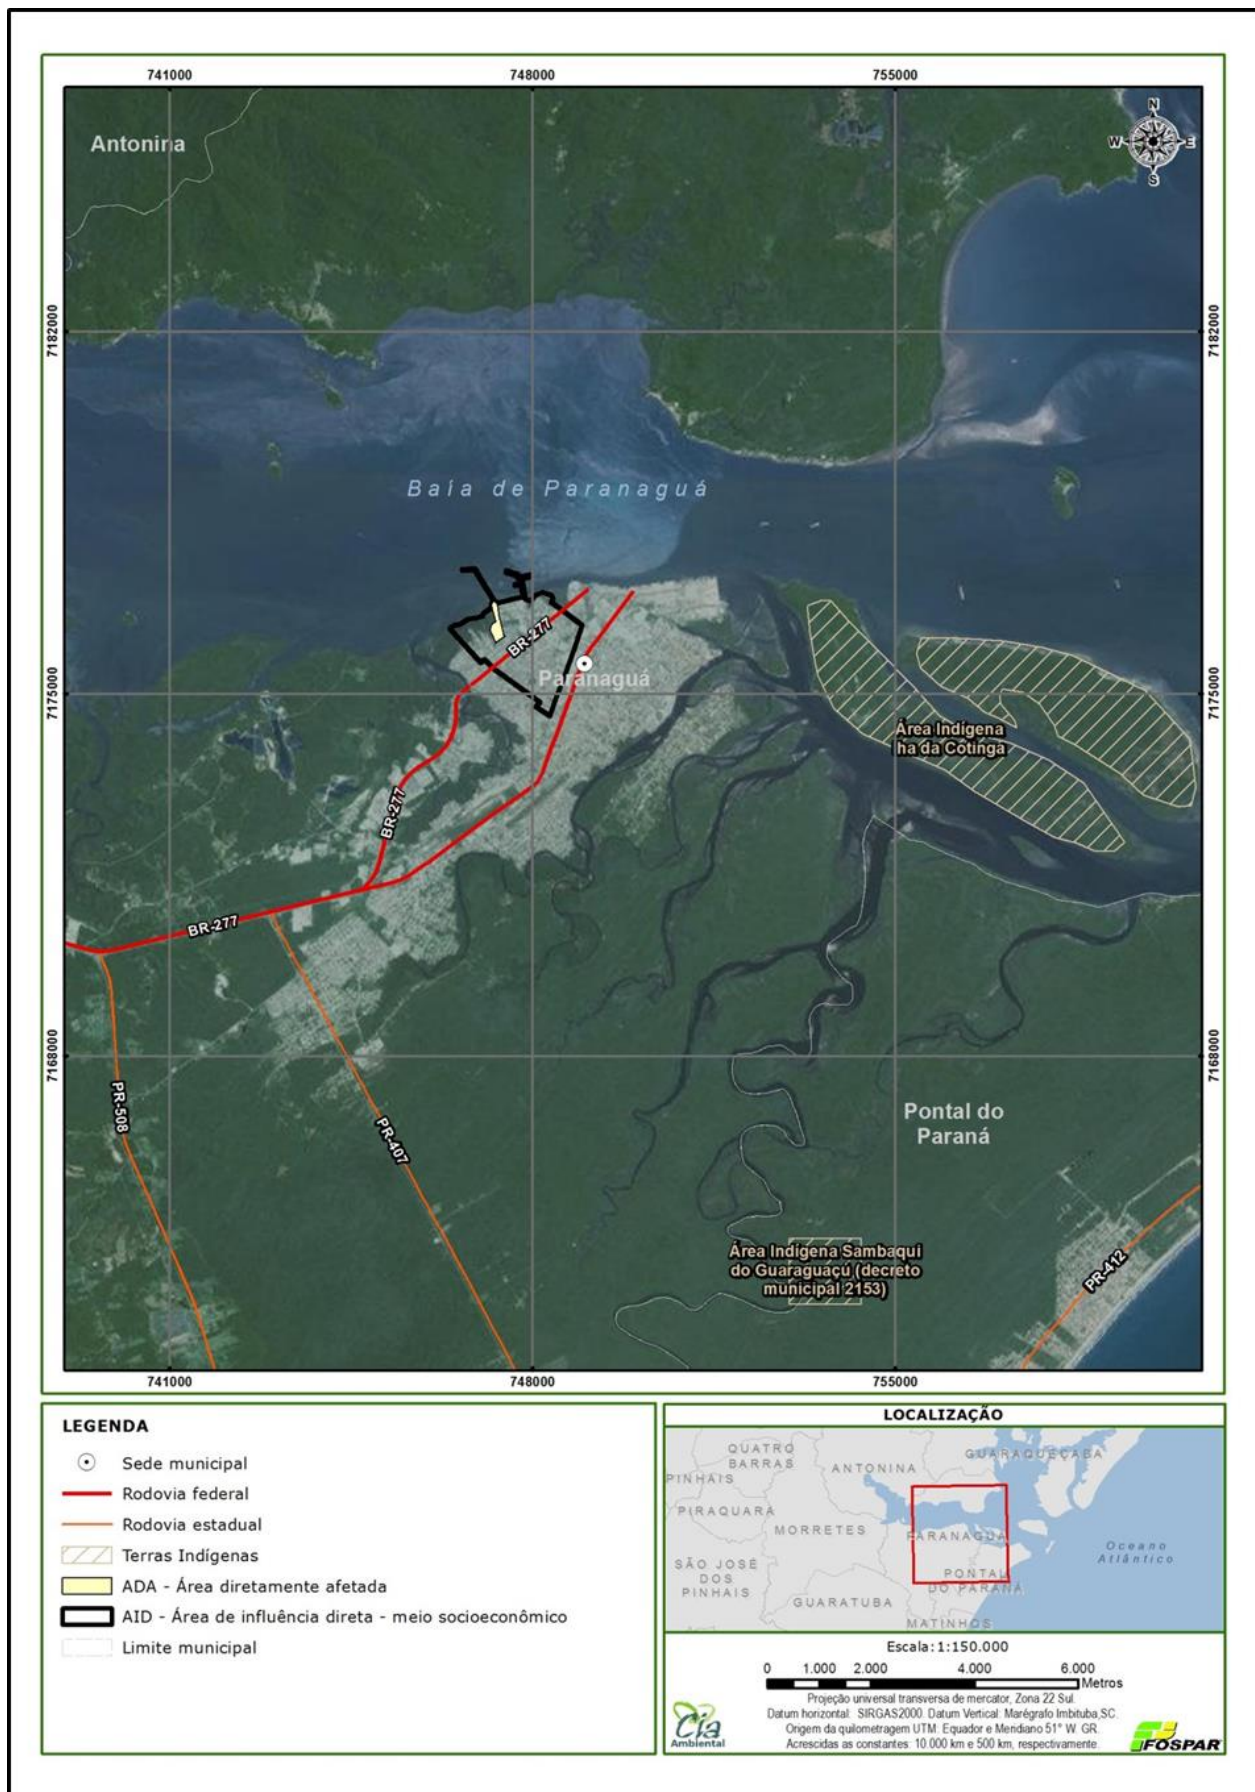 741000 748000 755000
N
W E
S
Antonina
7182000 7182000
Baía de Paranaguá
BR-277
Paranaguá
7175000 7175000
Área Indígena
ha da Cotinga
BR-277
BR-277
7168000 7168000
PR-508
PR-407
Pontal do
Paraná
Área Indígena Sambaqui
do Guaraguaçú (decreto
municipal 2153)
PR-412
741000 748000 755000
LEGENDA
Sede municipal
Rodovia federal
Rodovia estadual
Terras Indígenas
ADA - Área diretamente afetada
AID - Área de influência direta - meio socioeconômico
Limite municipal
LOCALIZAÇÃO
QUATRO
BARRAS
GUARAQUEÇABA
ANTONINA
PINHAIS
PIRAQUARA
MORRETES
PARANAGUÁ
Oceano
Atlântico
SÃO JOSÉ
DOS
PINHAIS
PONTAL
DO PARANÁ
GUARATUBA
MATINHOS
Escala: 1:150.000
0 1.000 2.000 4.000 6.000
Metros
Projeção universal transversa de mercator, Zona 22 Sul.
Datum horizontal: SIRGAS2000. Datum Vertical: Marégrafo Imbituba,SC.
Origem da quilometragem UTM: Equador e Meridiano 51° W. GR.
Acrescidas as constantes: 10.000 km e 500 km, respectivamente.
Cia
Ambiental
FOSPAR